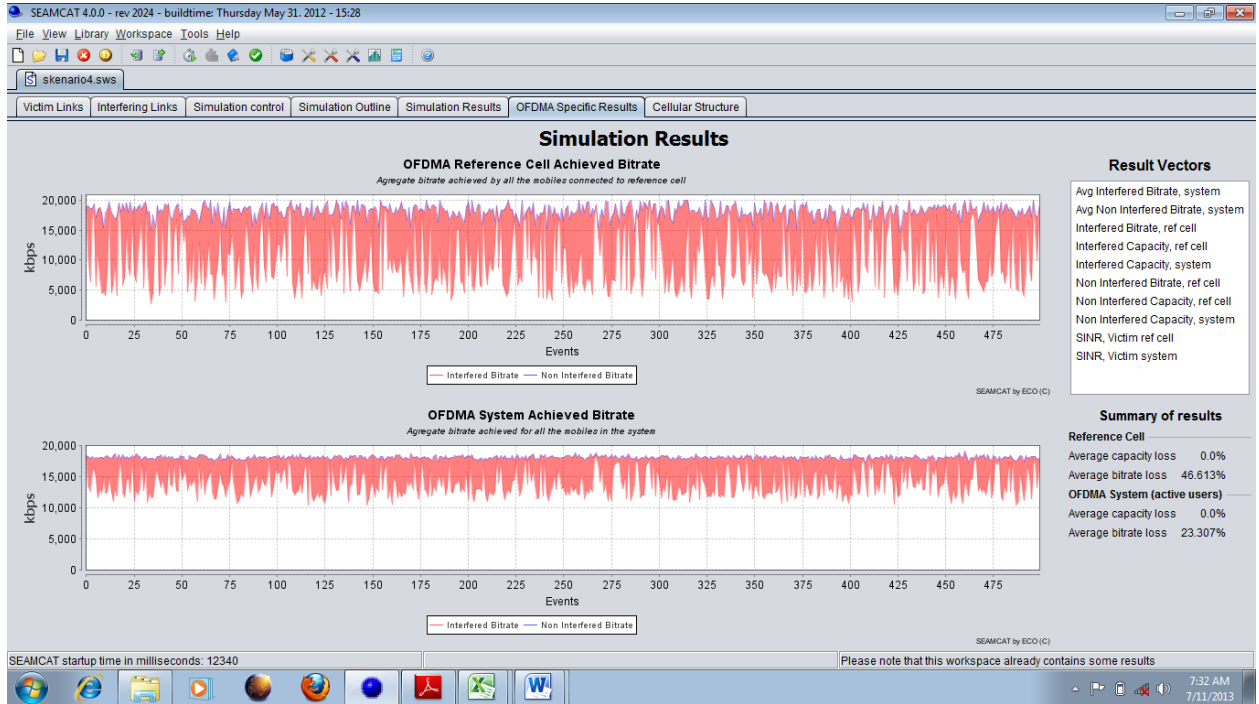 SEAMCAT 4.0.0 - rev 2024 - buildtime: Thursday May 31. 2012 - 15:28
File View Library Workspace Tools Help
skenario4.sws
Victim Links Interfering Links Simulation control Simulation Outline Simulation Results OFDMA Specific Results Cellular Structure
Simulation Results
OFDMA Reference Cell Achieved Bitrate
Agregate bitrate achieved by all the mobiles connected to reference cell
20,000
15,000
10,000
5,000
0
kbps
0 25 50 75 100 125 150 175 200 225 250 275 300 325 350 375 400 425 450 475
Events
Interfered Bitrate Non Interfered Bitrate
SEAMCAT by ECO (C)
OFDMA System Achieved Bitrate
Agregate bitrate achieved for all the mobiles in the system
20,000
15,000
10,000
5,000
0
kbps
0 25 50 75 100 125 150 175 200 225 250 275 300 325 350 375 400 425 450 475
Events
Interfered Bitrate Non Interfered Bitrate
SEAMCAT by ECO (C)
Result Vectors
Avg Interfered Bitrate, system
Avg Non Interfered Bitrate, system
Interfered Bitrate, ref cell
Interfered Capacity, ref cell
Interfered Capacity, system
Non Interfered Bitrate, ref cell
Non Interfered Capacity, ref cell
Non Interfered Capacity, system
SINR, Victim ref cell
SINR, Victim system
Summary of results
Reference Cell
Average capacity loss 0.0%
Average bitrate loss 46.613%
OFDMA System (active users)
Average capacity loss 0.0%
Average bitrate loss 23.307%
SEAMCAT startup time in milliseconds: 12340
Please note that this workspace already contains some results
7:32 AM
7/11/2013